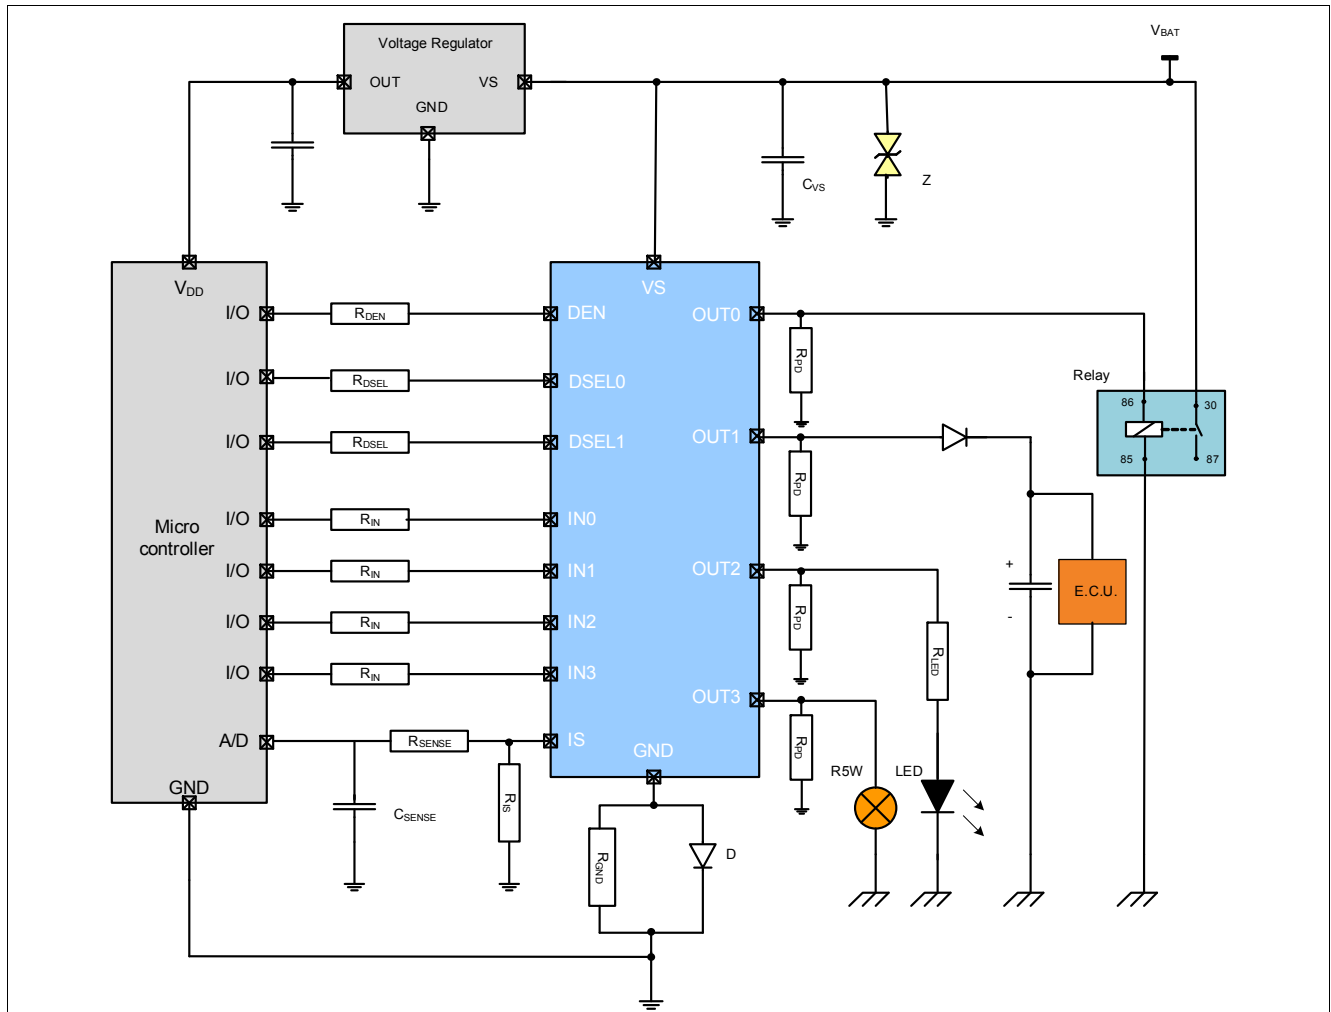 Voltage Regulator
OUT
VS
GND
VBAT
CVS
Z
VDD
VS
I/O
RDEN
DEN
OUT0
RPD
I/O
RDSEL
DSEL0
Relay
86
30
85
87
I/O
RDSEL
DSEL1
OUT1
RPD
I/O
RIN
IN0
Micro
controller
I/O
RIN
IN1
OUT2
RPD
+
-
E.C.U.
I/O
RIN
IN2
RLED
I/O
RIN
IN3
OUT3
RPD
A/D
RSENSE
IS
GND
R5W
LED
GND
CSENSE
RIS
RGND
D